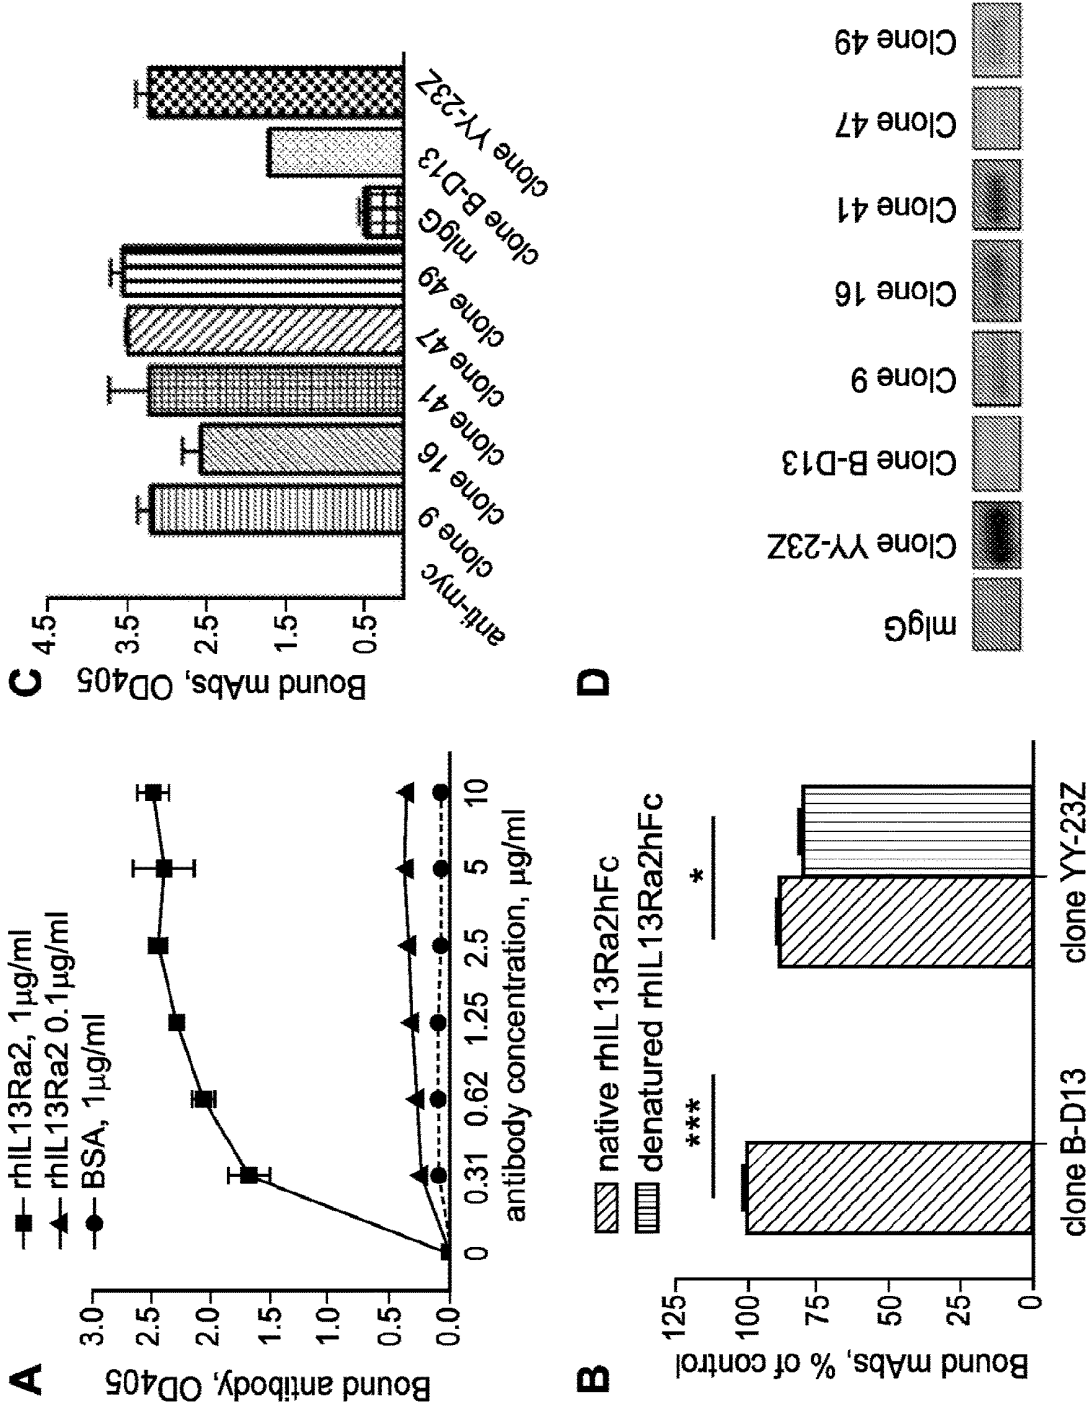 A
rhIL13Ra2, 1µg/ml
rhIL13Ra2 0.1µg/ml
BSA, 1µg/ml
Bound antibody, OD405
3.0
2.5
2.0
1.5
1.0
0.5
0.0
0 0.31 0.62 1.25 2.5 5 10
antibody concentration, µg/ml
B
native rhIL13Ra2hFc
denatured rhIL13Ra2hFc
Bound mAbs, % of control
125
100
75
50
25
0
***
*
clone B-D13 clone YY-23Z
C
Bound mAbs, OD405
4.5
3.5
2.5
1.5
0.5
anti-myc
clone 9
clone 16
clone 41
clone 47
clone 49
mIgG
clone B-D13
clone YY-23Z
D
mIgG
Clone YY-23Z
Clone B-D13
Clone 9
Clone 16
Clone 41
Clone 47
Clone 49